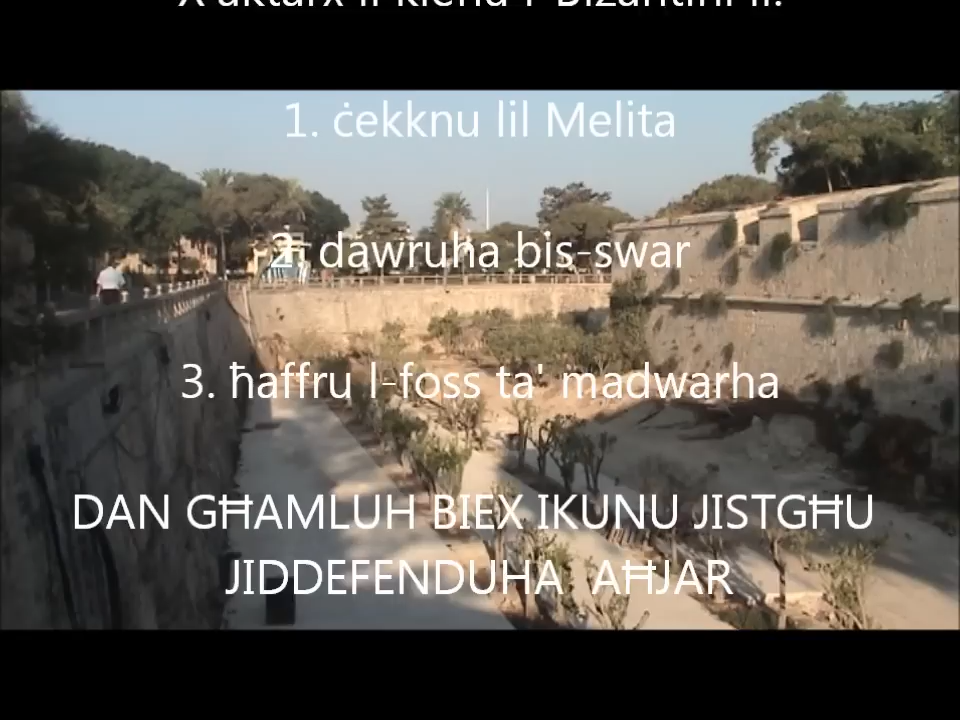 1. ċekknu lil Melita
2. dawruha bis-swar
3. ħaffru l-foss ta' madwarha
DAN GĦAMLUH BIEX IKUNU JISTGĦU
JIDDEFENDUHA AĦJAR